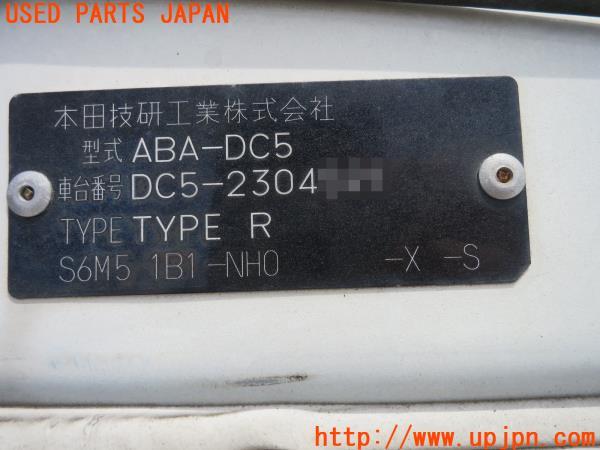 USED PARTS JAPAN
本田技研工業株式会社
型式 ABA-DC5
車台番号 DC5-2304
TYPE TYPE R
S6M5 1B1-NH0 -X -S
UPJ
http://www.upjpn.com